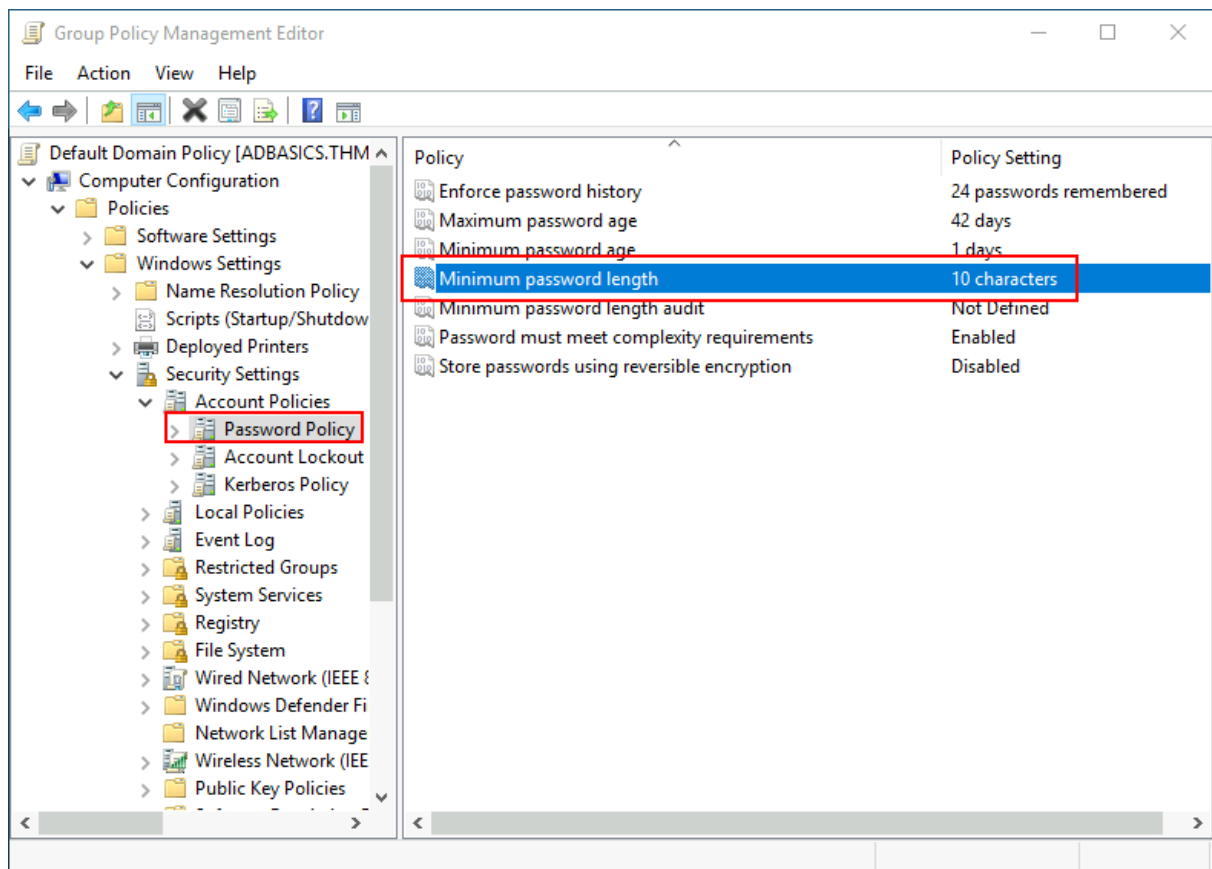 Group Policy Management Editor
File Action View Help
Default Domain Policy [ADBASICS.THM
Computer Configuration
Policies
Software Settings
Windows Settings
Name Resolution Policy
Scripts (Startup/Shutdow
Deployed Printers
Security Settings
Account Policies
Password Policy
Account Lockout
Kerberos Policy
Local Policies
Event Log
Restricted Groups
System Services
Registry
File System
Wired Network (IEEE 8
Windows Defender Fi
Network List Manage
Wireless Network (IEE
Public Key Policies
Policy Policy Setting
Enforce password history 24 passwords remembered
Maximum password age 42 days
Minimum password age 1 days
Minimum password length 10 characters
Minimum password length audit Not Defined
Password must meet complexity requirements Enabled
Store passwords using reversible encryption Disabled